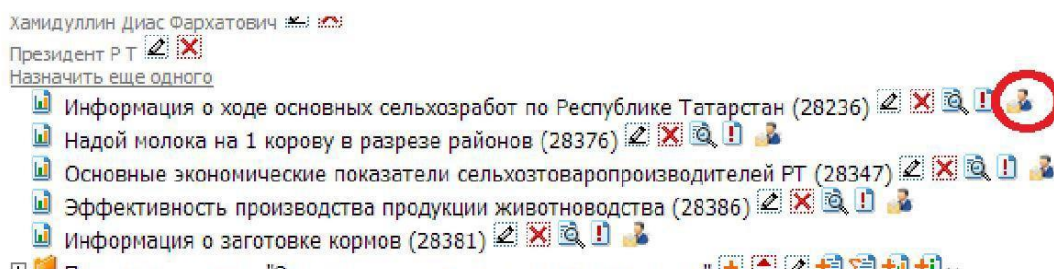 Хамидуллин Диас Фархатович
Президент Р Т
Назначить еще одного
Информация о ходе основных сельхозработ по Республике Татарстан (28236)
Надой молока на 1 корову в разрезе районов (28376)
Основные экономические показатели сельхозтоваропроизводителей РТ (28347)
Эффективность производства продукции животноводства (28386)
Информация о заготовке кормов (28381)